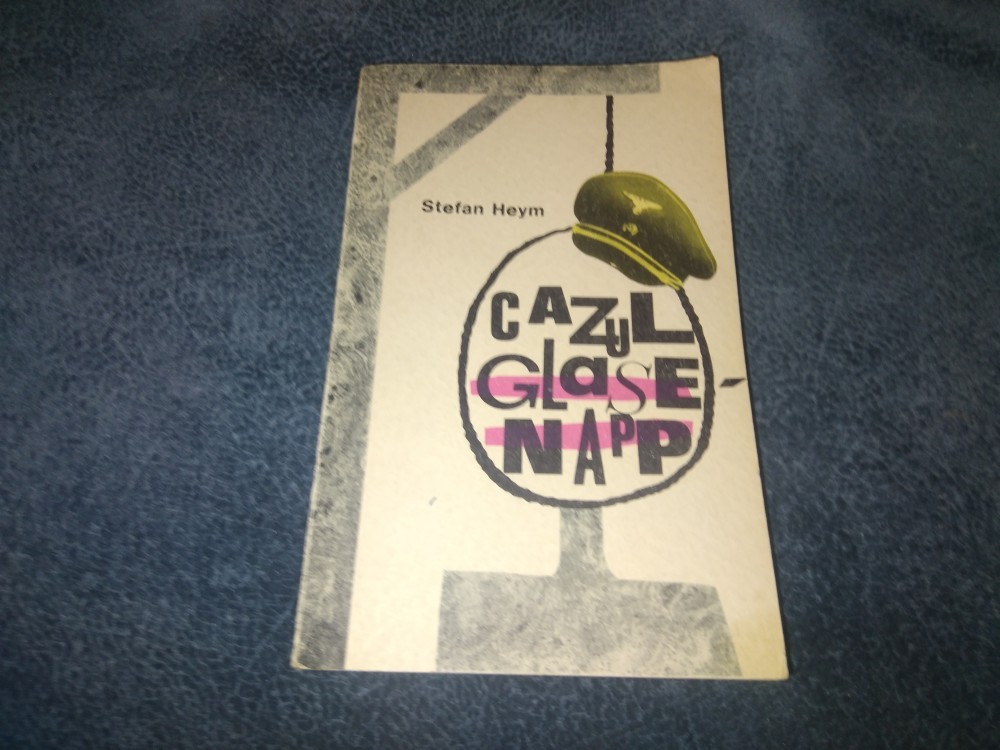 Stefan Heym
CAZUL
GLaSE-
NAPP